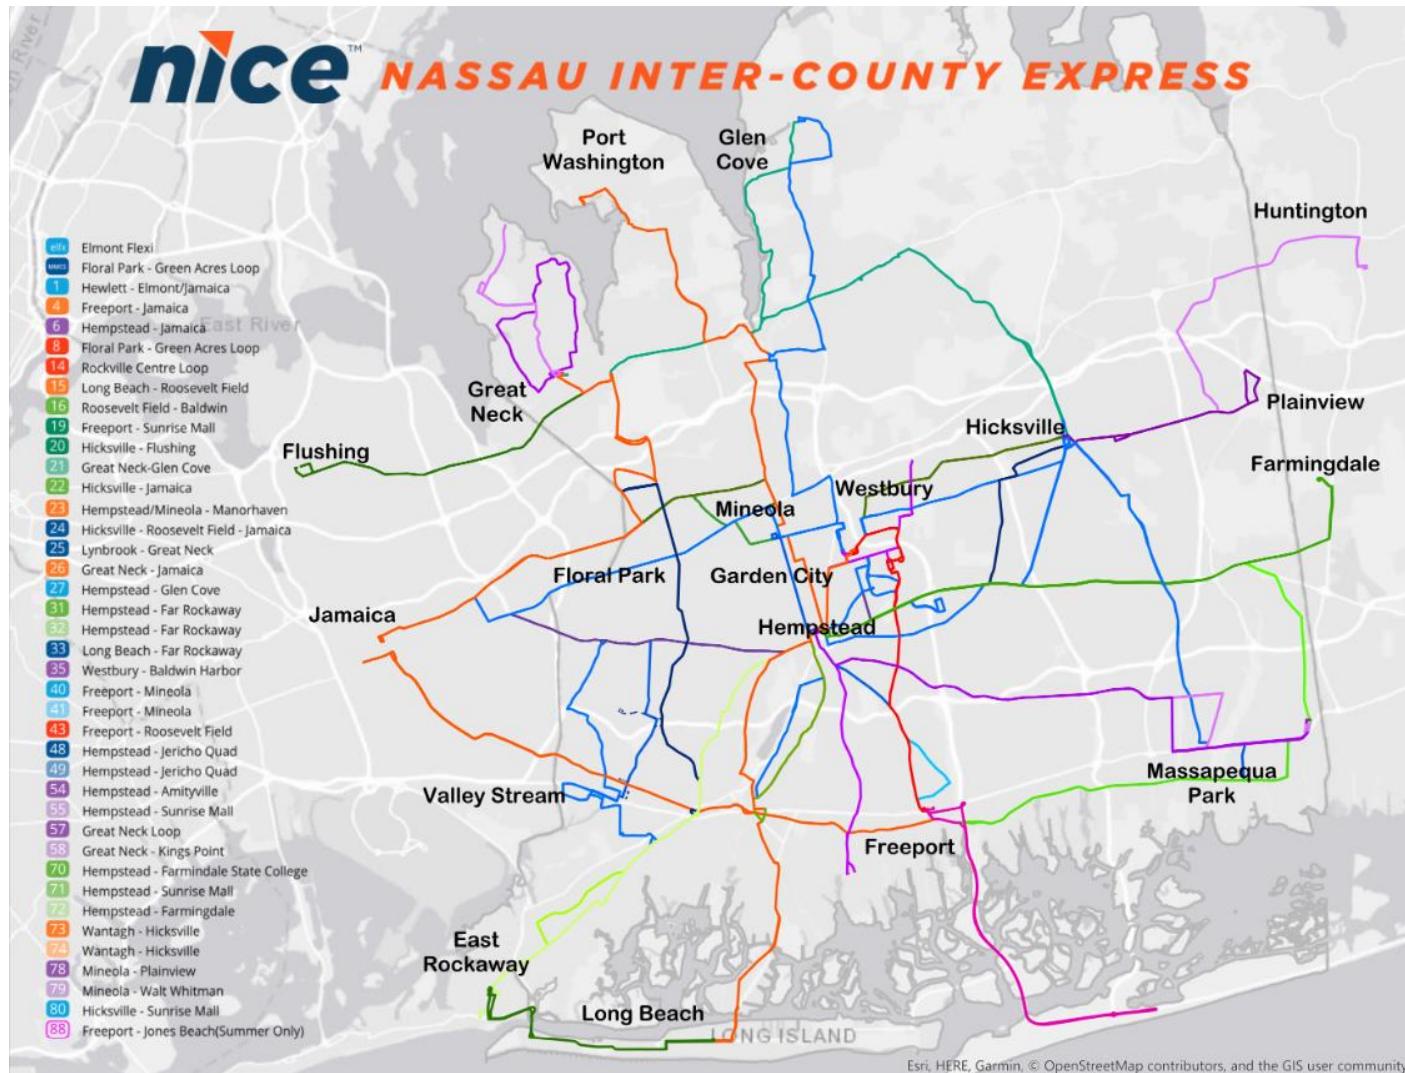 nice™ NASSAU INTER-COUNTY EXPRESS
Port
Washington
Glen
Cove
Huntington
East River
Great
Neck
Plainview
Hicksville
Flushing
Farmingdale
Westbury
Mineola
Floral Park
Garden City
Jamaica
Hempstead
Valley Stream
Massapequa
Park
Freeport
East
Rockaway
Long Beach
LONG ISLAND
elfx Elmont Flexi
Floral Park - Green Acres Loop
1 Hewlett - Elmont/Jamaica
4 Freeport - Jamaica
6 Hempstead - Jamaica
8 Floral Park - Green Acres Loop
14 Rockville Centre Loop
15 Long Beach - Roosevelt Field
16 Roosevelt Field - Baldwin
19 Freeport - Sunrise Mall
20 Hicksville - Flushing
21 Great Neck-Glen Cove
22 Hicksville - Jamaica
23 Hempstead/Mineola - Manorhaven
24 Hicksville - Roosevelt Field - Jamaica
25 Lynbrook - Great Neck
26 Great Neck - Jamaica
27 Hempstead - Glen Cove
31 Hempstead - Far Rockaway
32 Hempstead - Far Rockaway
33 Long Beach - Far Rockaway
35 Westbury - Baldwin Harbor
40 Freeport - Mineola
41 Freeport - Mineola
43 Freeport - Roosevelt Field
48 Hempstead - Jericho Quad
49 Hempstead - Jericho Quad
54 Hempstead - Amityville
55 Hempstead - Sunrise Mall
57 Great Neck Loop
58 Great Neck - Kings Point
70 Hempstead - Farmindale State College
71 Hempstead - Sunrise Mall
72 Hempstead - Farmingdale
73 Wantagh - Hicksville
74 Wantagh - Hicksville
78 Mineola - Plainview
79 Mineola - Walt Whitman
80 Hicksville - Sunrise Mall
88 Freeport - Jones Beach(Summer Only)
Esri, HERE, Garmin, © OpenStreetMap contributors, and the GIS user community